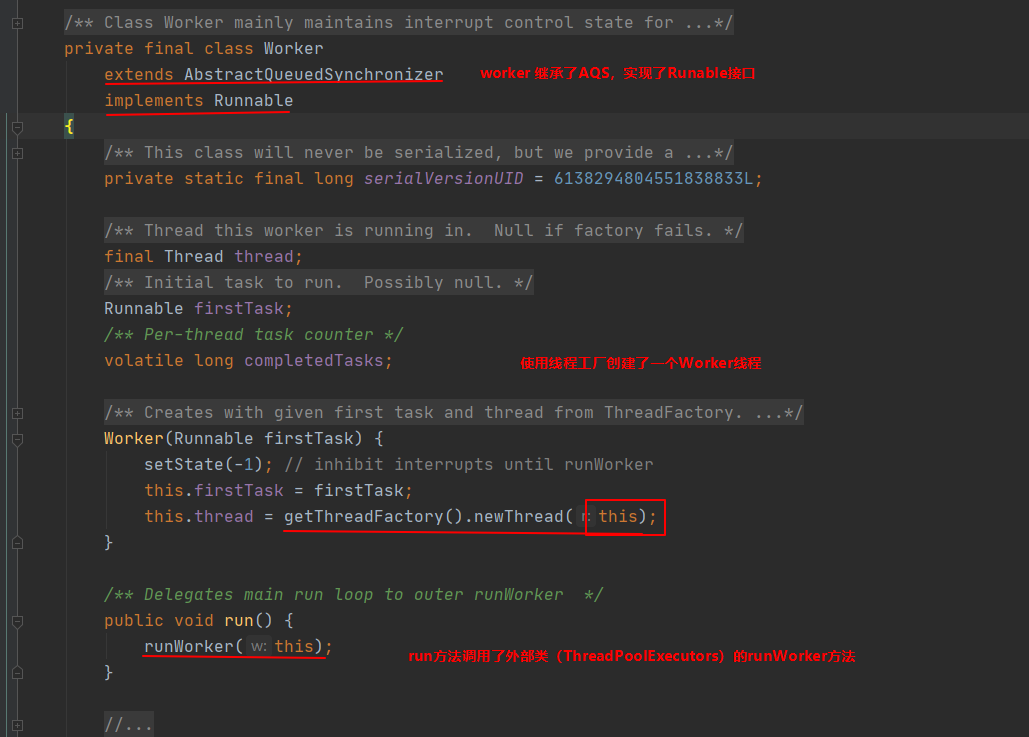 /** Class Worker mainly maintains interrupt control state for ...*/
private final class Worker
extends AbstractQueuedSynchronizer worker 继承了AQS，实现了Runable接口
implements Runnable
{
/** This class will never be serialized, but we provide a ...*/
private static final long serialVersionUID = 6138294804551838833L;
/** Thread this worker is running in.  Null if factory fails. */
final Thread thread;
/** Initial task to run.  Possibly null. */
Runnable firstTask;
/** Per-thread task counter */
volatile long completedTasks; 使用线程工厂创建了一个Worker线程
/** Creates with given first task and thread from ThreadFactory. ...*/
Worker(Runnable firstTask) {
setState(-1); // inhibit interrupts until runWorker
this.firstTask = firstTask;
this.thread = getThreadFactory().newThread( r: this);
}
/** Delegates main run loop to outer runWorker  */
public void run() {
runWorker( w: this);
run方法调用了外部类（ThreadPoolExecutors）的runWorker方法
}
//...